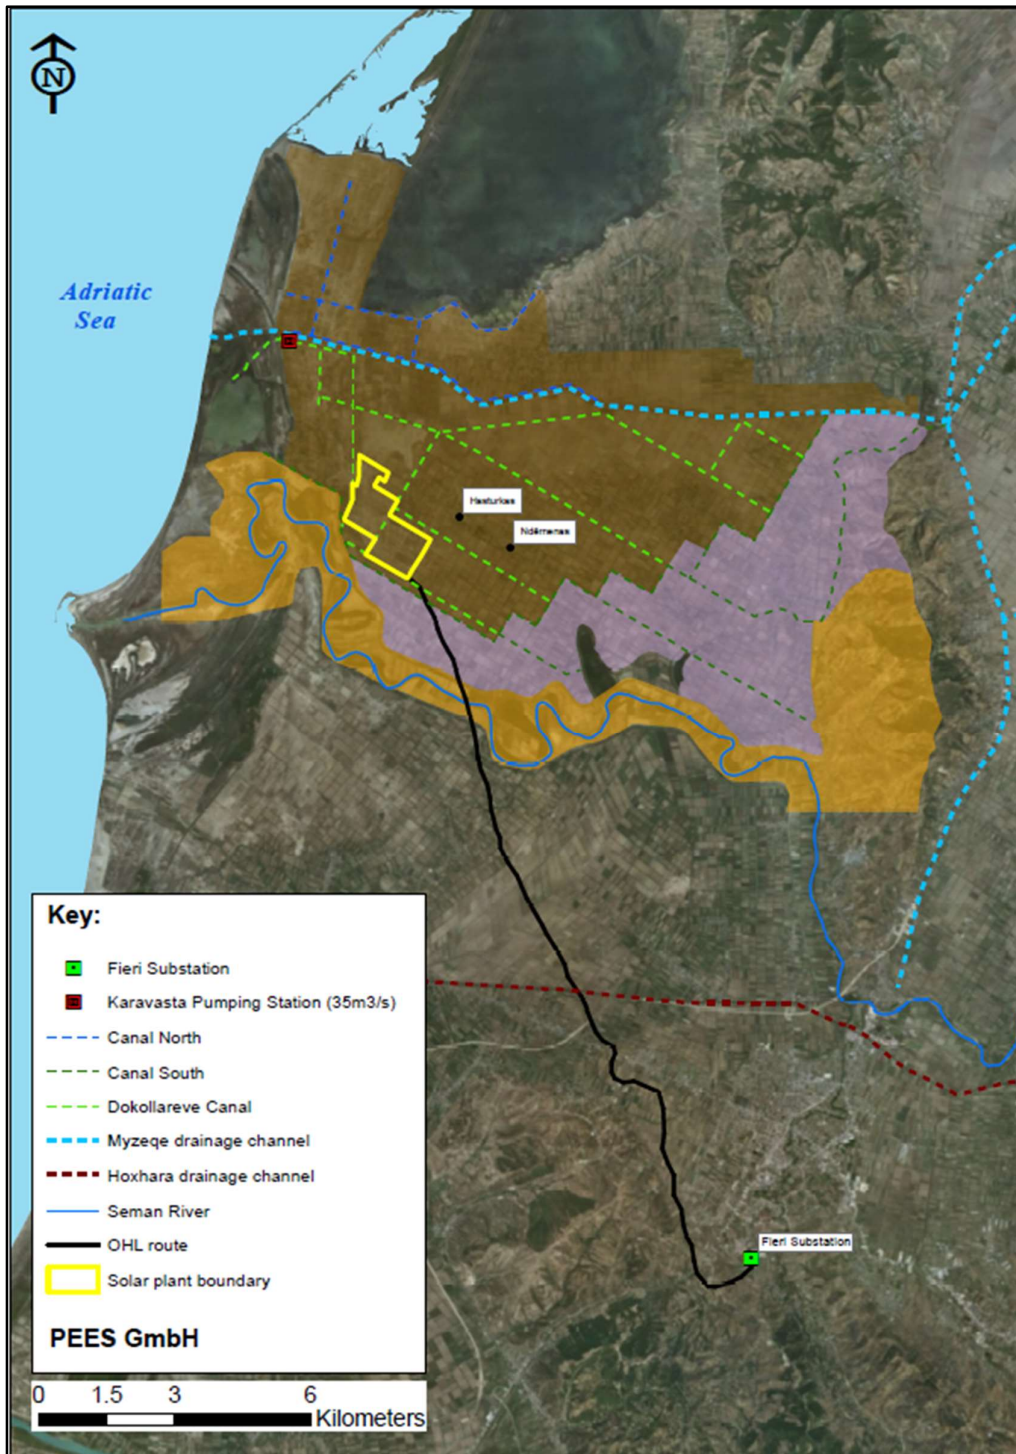 N
Adriatic
Sea
Hasturkas
Ndërmenas
Key:
Fieri Substation
Karavasta Pumping Station (35m3/s)
Canal North
Canal South
Dokollareve Canal
Myzeqe drainage channel
Hoxhara drainage channel
Seman River
OHL route
Solar plant boundary
PEES GmbH
Fieri Substation
0 1.5 3 6
Kilometers